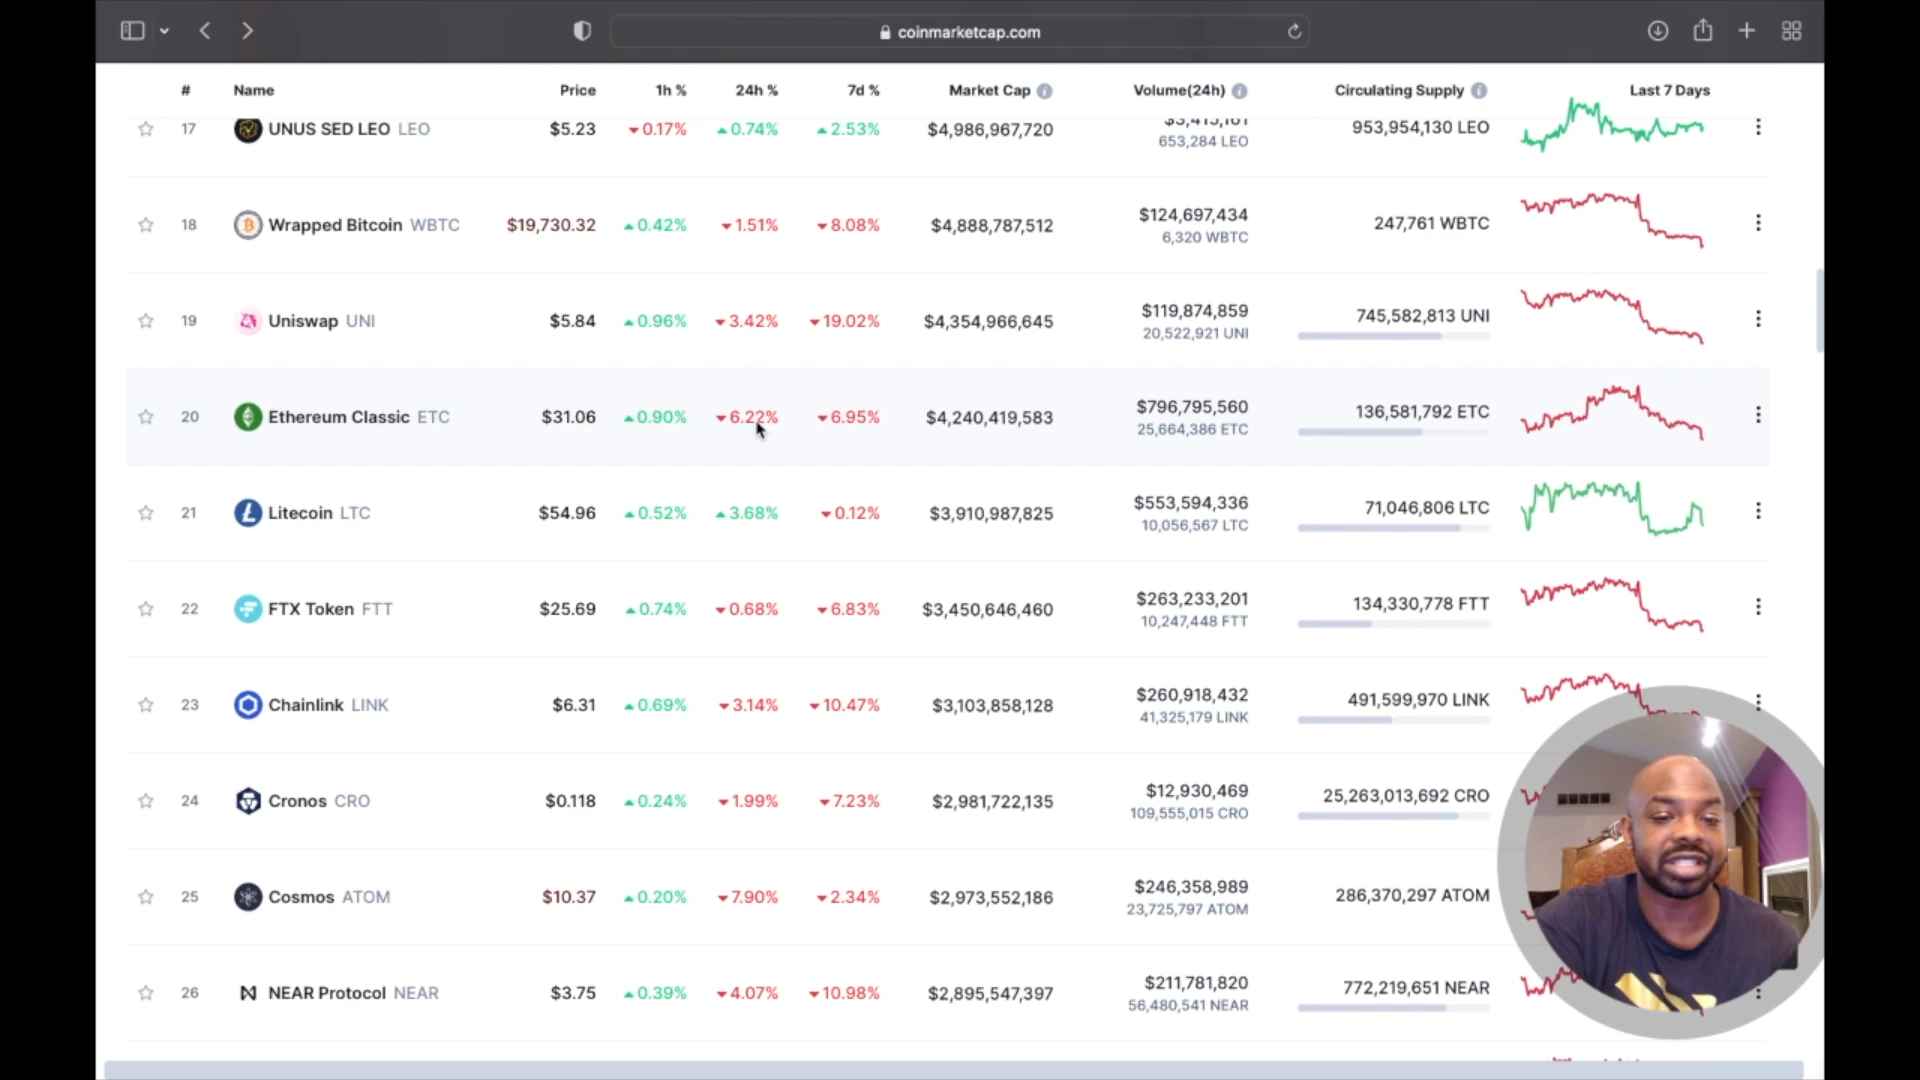 coinmarketcap.com
# Name Price 1h % 24h % 7d % Market Cap Volume(24h) Circulating Supply Last 7 Days
17 UNUS SED LEO LEO $5.23 0.17% 0.74% 2.53% $4,986,967,720 $3,415,161 953,954,130 LEO
653,284 LEO
18 Wrapped Bitcoin WBTC $19,730.32 0.42% 1.51% 8.08% $4,888,787,512 $124,697,434 247,761 WBTC
6,320 WBTC
19 Uniswap UNI $5.84 0.96% 3.42% 19.02% $4,354,966,645 $119,874,859 745,582,813 UNI
20,522,921 UNI
20 Ethereum Classic ETC $31.06 0.90% 6.22% 6.95% $4,240,419,583 $796,795,560 136,581,792 ETC
25,664,386 ETC
21 Litecoin LTC $54.96 0.52% 3.68% 0.12% $3,910,987,825 $553,594,336 71,046,806 LTC
10,056,567 LTC
22 FTX Token FTT $25.69 0.74% 0.68% 6.83% $3,450,646,460 $263,233,201 134,330,778 FTT
10,247,448 FTT
23 Chainlink LINK $6.31 0.69% 3.14% 10.47% $3,103,858,128 $260,918,432 491,599,970 LINK
41,325,179 LINK
24 Cronos CRO $0.118 0.24% 1.99% 7.23% $2,981,722,135 $12,930,469 25,263,013,692 CRO
109,555,015 CRO
25 Cosmos ATOM $10.37 0.20% 7.90% 2.34% $2,973,552,186 $246,358,989 286,370,297 ATOM
23,725,797 ATOM
26 NEAR Protocol NEAR $3.75 0.39% 4.07% 10.98% $2,895,547,397 $211,781,820 772,219,651 NEAR
56,480,541 NEAR